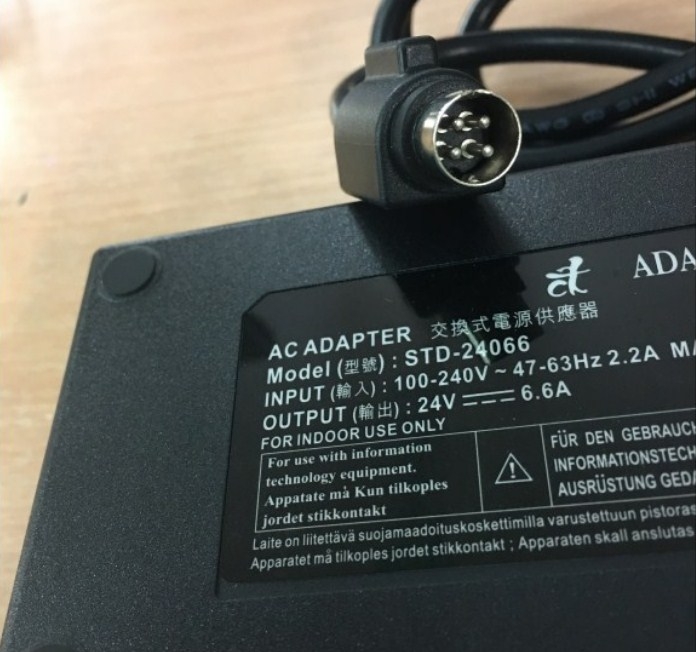 ADA
AC ADAPTER 交換式電源供應器
Model (型號) : STD-24066
INPUT (輸入) : 100-240V ~ 47-63Hz 2.2A MA
OUTPUT (輸出) : 24V 6.6A
FOR INDOOR USE ONLY
For use with information
technology equipment.
Appatate må Kun tilkoples
jordet stikkontakt
FÜR DEN GEBRAUCH
INFORMATIONSTECH
AUSRÜSTUNG GEDA
Laite on liitettävä suojamaadoituskoskettimilla varustettuun pistoras
Apparatet må tilkoples jordet stikkontakt ; Apparaten skall anslutas